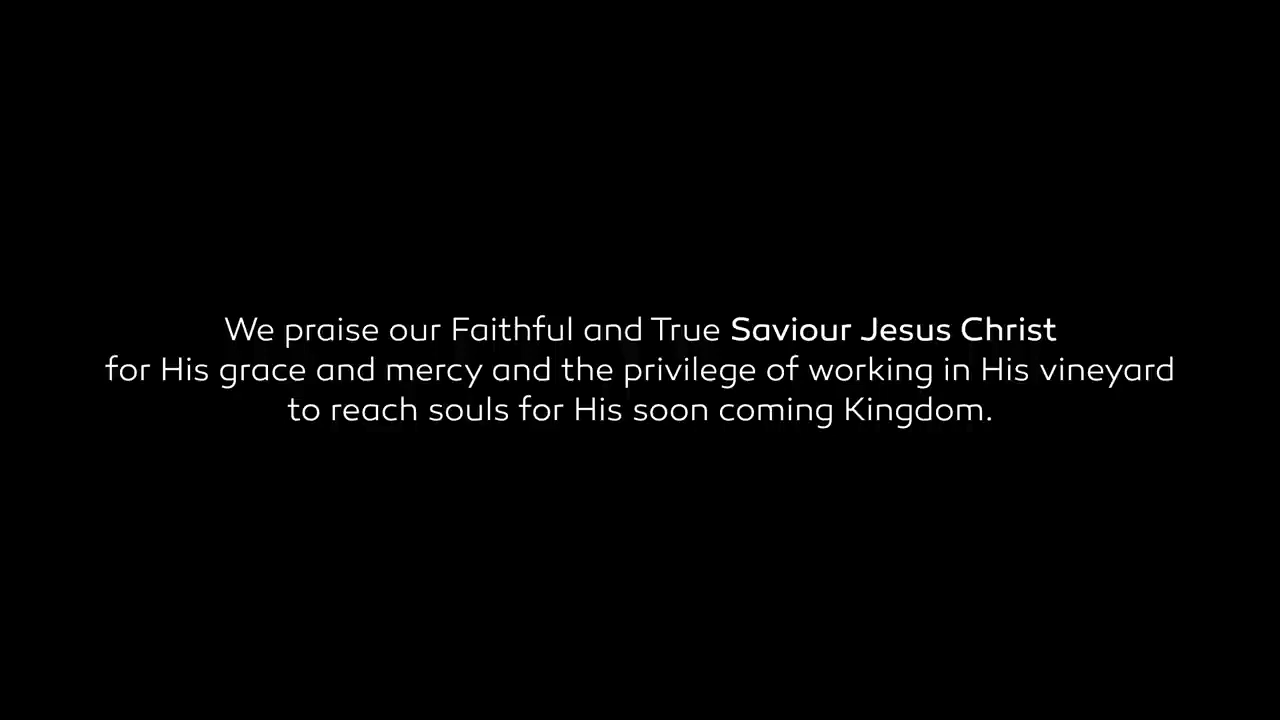 We praise our Faithful and True Saviour Jesus Christ
for His grace and mercy and the privilege of working in His vineyard
to reach souls for His soon coming Kingdom.